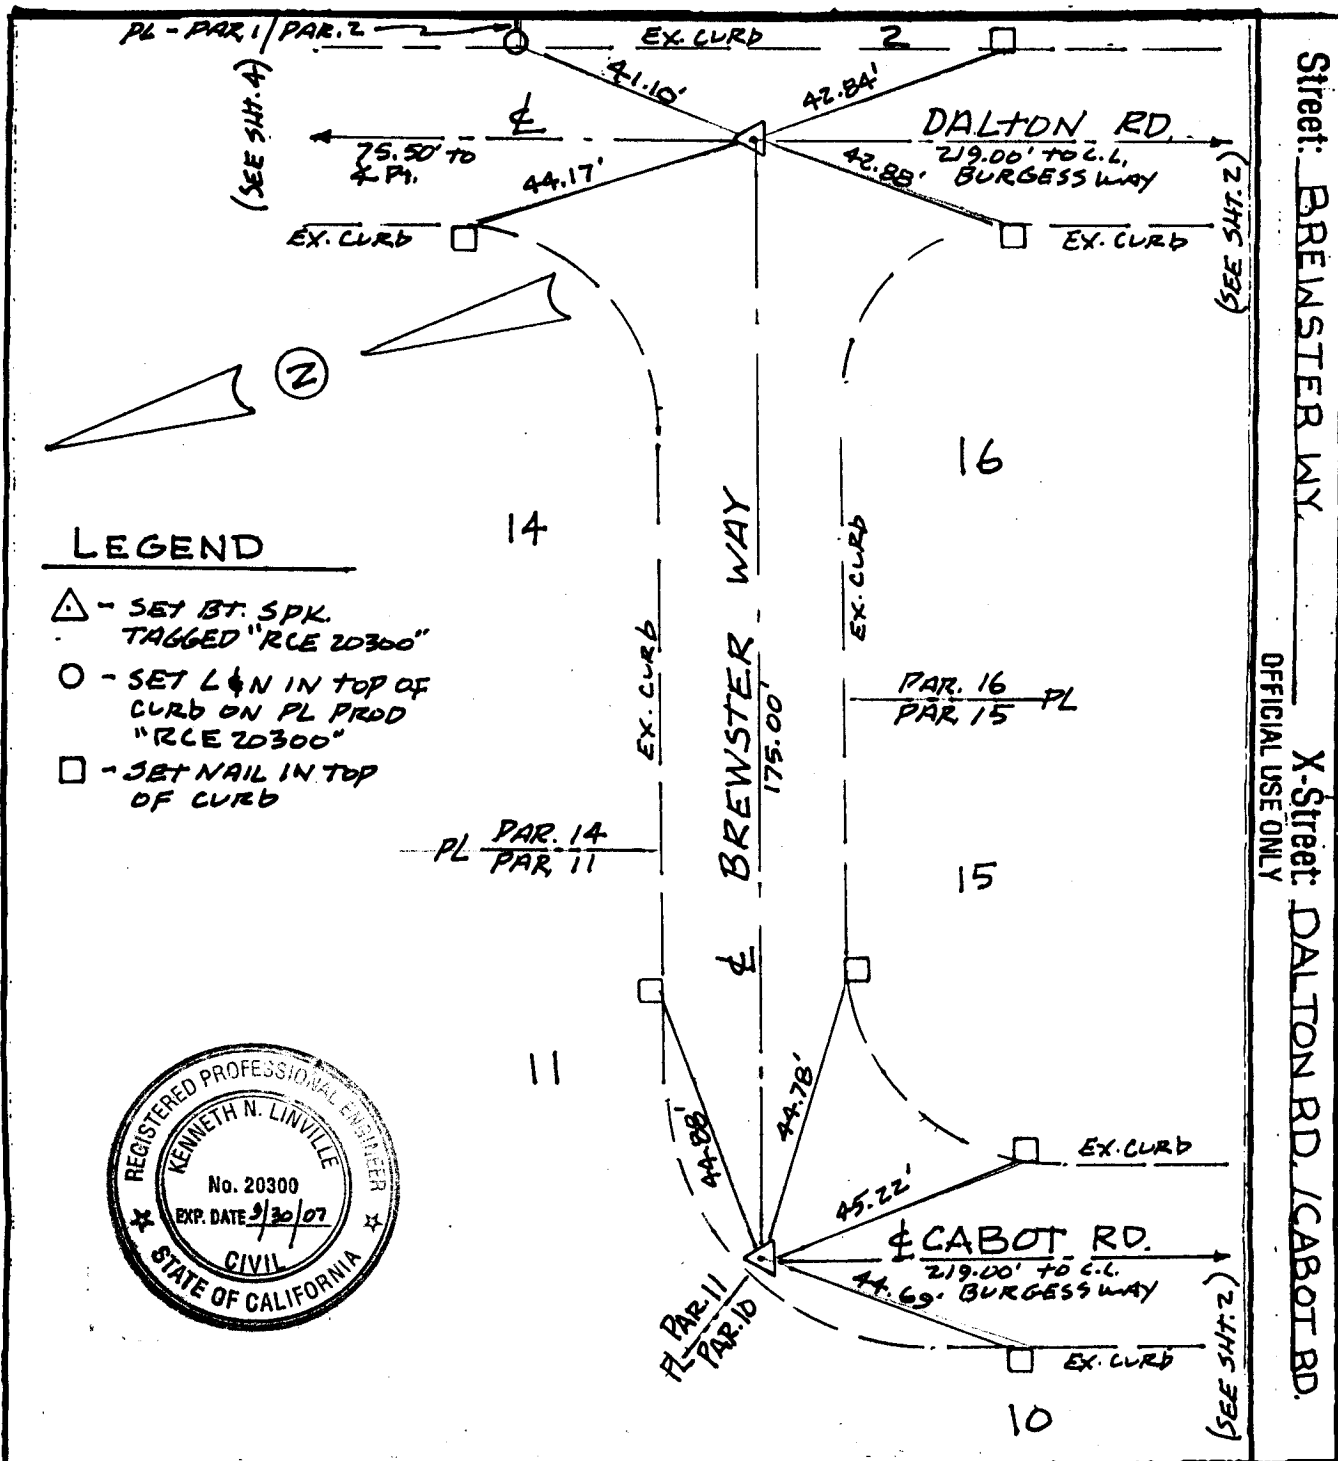 PL - PAR.1/PAR.2
EX. CURB
2
(SEE SHT.4)
41.10'
42.84'
℄
DALTON RD.
75.50' TO
∡ Pt.
219.00' TO C.L.
BURGESS WAY
44.17'
42.88'
(SEE SHT.2)
EX. CURB
EX. CURB
2
16
14
LEGEND
- SET BT. SPK.
TAGGED "RCE 20300"
- SET L & N IN TOP OF
CURB ON PL PROD
"RCE 20300"
- SET NAIL IN TOP
OF CURB
EX. CURB
EX. CURB
℄ BREWSTER WAY
175.00'
PAR. 16
PAR. 15
PL
PL
PAR. 14
PAR. 11
15
11
44.88'
44.78'
EX. CURB
45.22'
℄ CABOT RD.
219.00' TO C.L.
BURGESS WAY
44.69'
PL
PAR. 11
PAR. 10
EX. CURB
(SEE SHT.2)
10
REGISTERED PROFESSIONAL ENGINEER
KENNETH N. LINVILLE
No. 20300
EXP. DATE 9/30/07
CIVIL
STATE OF CALIFORNIA
Street: BREWSTER WY.
X-Street: DALTON RD. /CABOT RD.
OFFICIAL USE ONLY